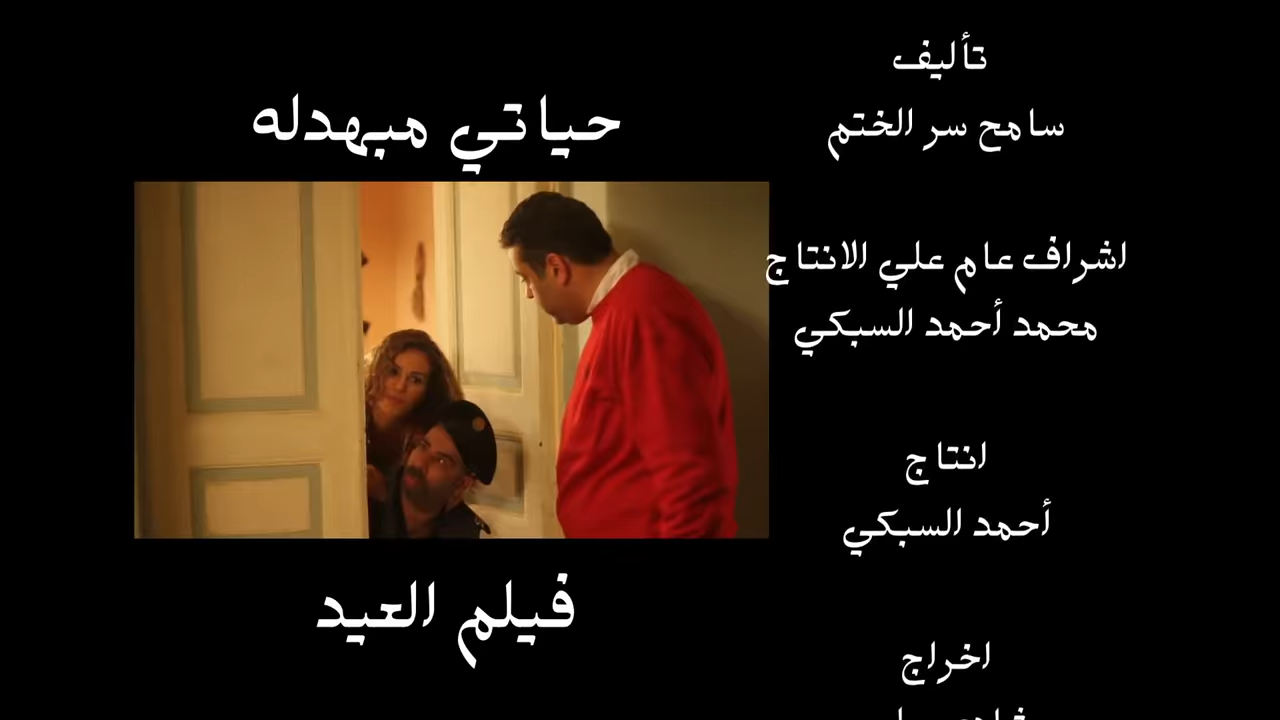 حياتي مبهدله
فيلم العيد
تأليف
سامح سر الختم
اشراف عام علي الانتاج
محمد أحمد السبكي
انتاج
أحمد السبكي
اخراج